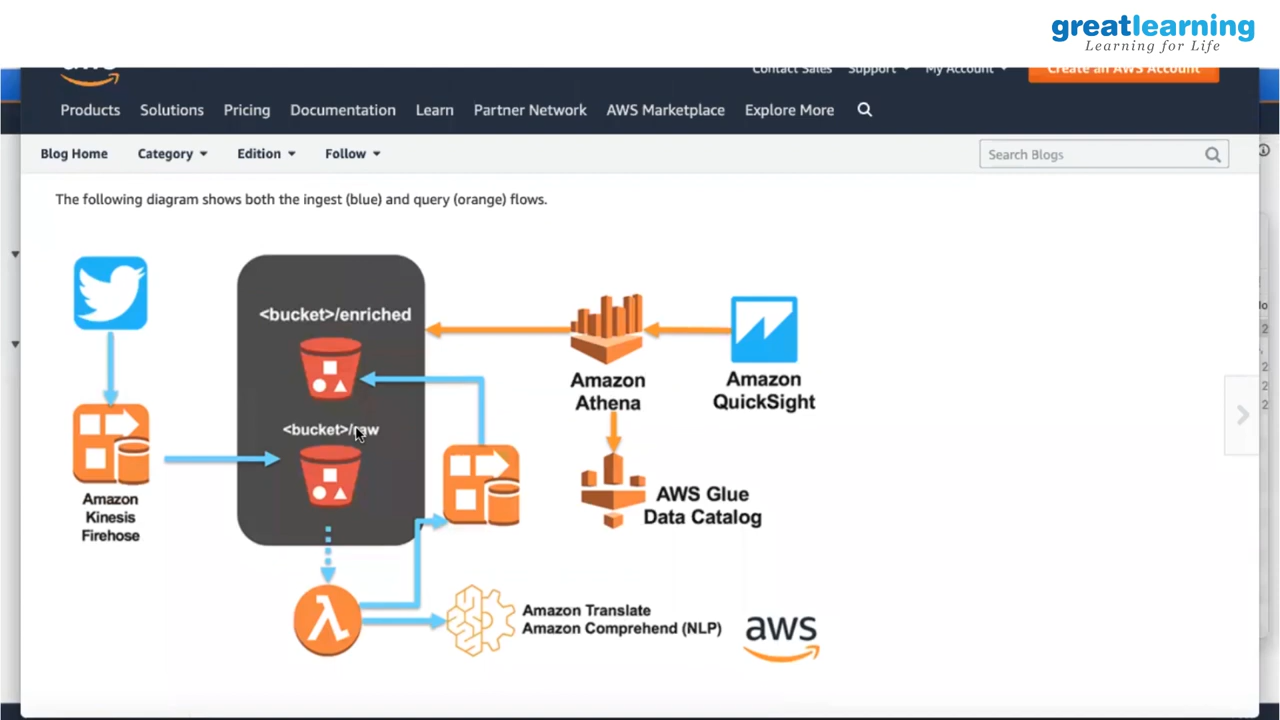 greatlearning
Learning for Life
aws
Contact Sales Support My Account Create an AWS Account
Products Solutions Pricing Documentation Learn Partner Network AWS Marketplace Explore More
Blog Home Category Edition Follow
Search Blogs
The following diagram shows both the ingest (blue) and query (orange) flows.
<bucket>/enriched
<bucket>/raw
Amazon
Kinesis
Firehose
Amazon
Athena
Amazon
QuickSight
AWS Glue
Data Catalog
λ
Amazon Translate
Amazon Comprehend (NLP)
aws